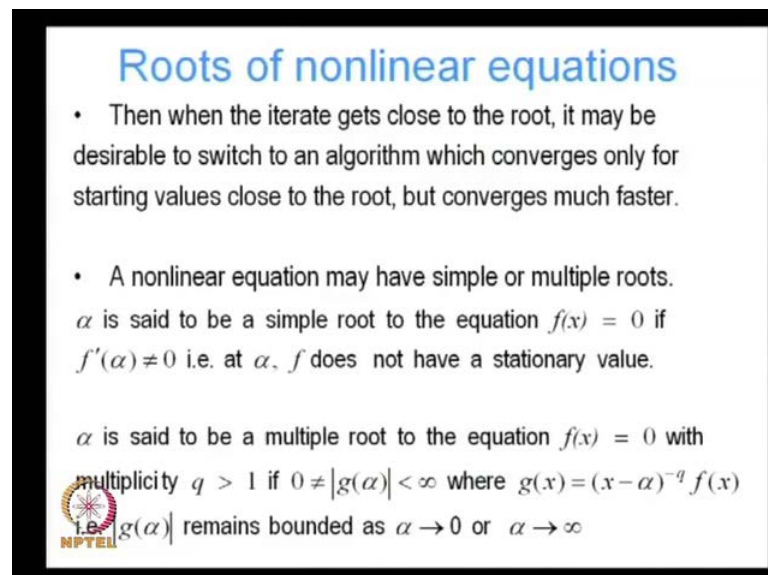 Roots of nonlinear equations
• Then when the iterate gets close to the root, it may be
desirable to switch to an algorithm which converges only for
starting values close to the root, but converges much faster.
• A nonlinear equation may have simple or multiple roots.
α is said to be a simple root to the equation f(x) = 0 if
f′(α) ≠ 0 i.e. at α, f does not have a stationary value.
α is said to be a multiple root to the equation f(x) = 0 with
multiplicity q > 1 if 0 ≠ |g(α)| < ∞ where g(x) = (x − α)⁻q f(x)
i.e. |g(α)| remains bounded as α → 0 or α → ∞
NPTEL